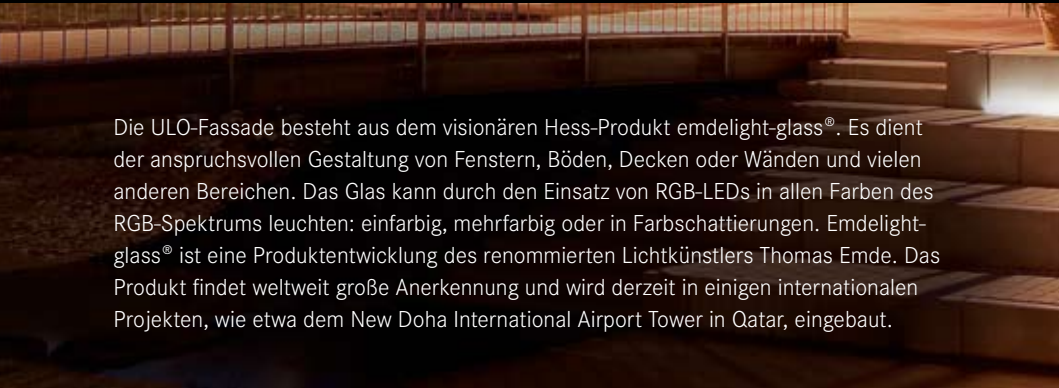 Die ULO-Fassade besteht aus dem visionären Hess-Produkt emdelight-glass®. Es dient
der anspruchsvollen Gestaltung von Fenstern, Böden, Decken oder Wänden und vielen
anderen Bereichen. Das Glas kann durch den Einsatz von RGB-LEDs in allen Farben des
RGB-Spektrums leuchten: einfarbig, mehrfarbig oder in Farbschattierungen. Emdelight-
glass® ist eine Produktentwicklung des renommierten Lichtkünstlers Thomas Emde. Das
Produkt findet weltweit große Anerkennung und wird derzeit in einigen internationalen
Projekten, wie etwa dem New Doha International Airport Tower in Qatar, eingebaut.